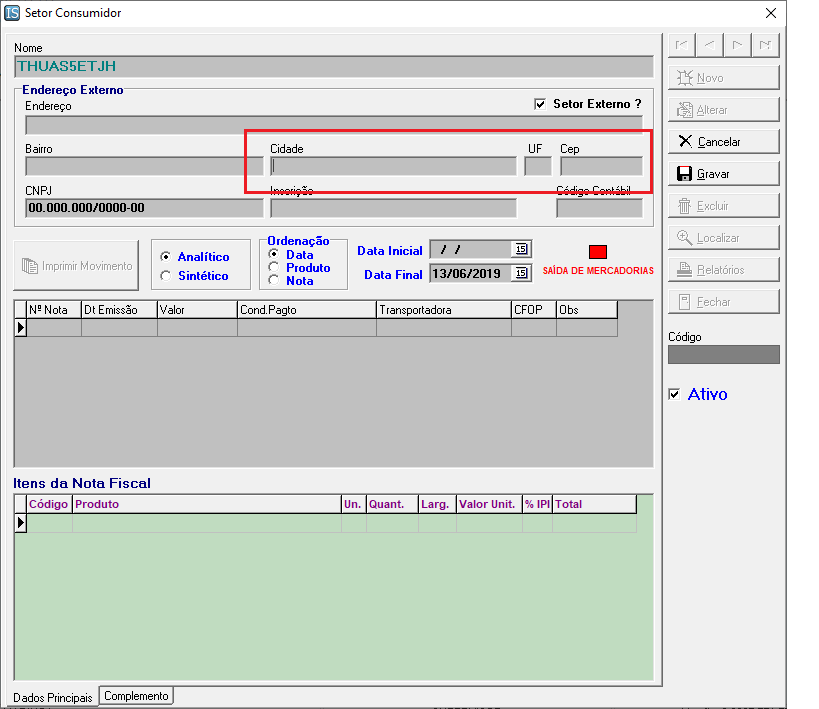 IS Setor Consumidor
Nome
THUAS5ETJH
Endereço Externo
Endereço
Setor Externo ?
Bairro
Cidade
UF
Cep
CNPJ
Inscrição
Código Contábil
00.000.000/0000-00
Imprimir Movimento
Analítico
Sintético
Ordenação
Data
Produto
Nota
Data Inicial / / 15
Data Final 13/06/2019 15
SAÍDA DE MERCADORIAS
Nº Nota Dt Emissão Valor Cond.Pagto Transportadora CFOP Obs
Itens da Nota Fiscal
Código Produto Un. Quant. Larg. Valor Unit. % IPI Total
Dados Principais Complemento
Novo
Alterar
Cancelar
Gravar
Excluir
Localizar
Relatórios
Fechar
Código
Ativo